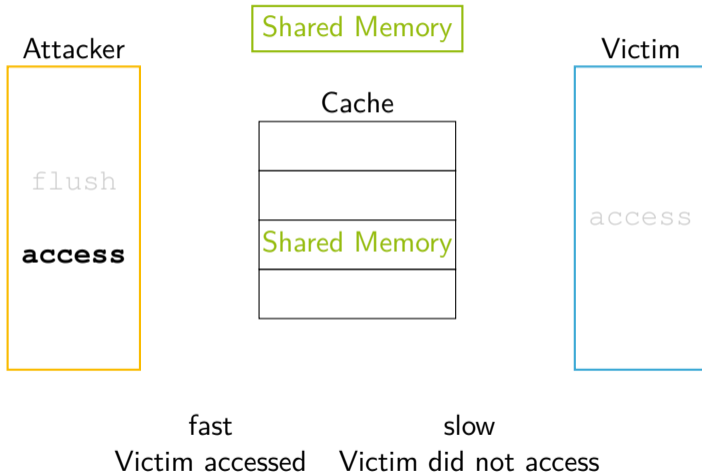 Shared Memory
Attacker
Victim
Cache
flush
access
access
Shared Memory
fast
Victim accessed
slow
Victim did not access